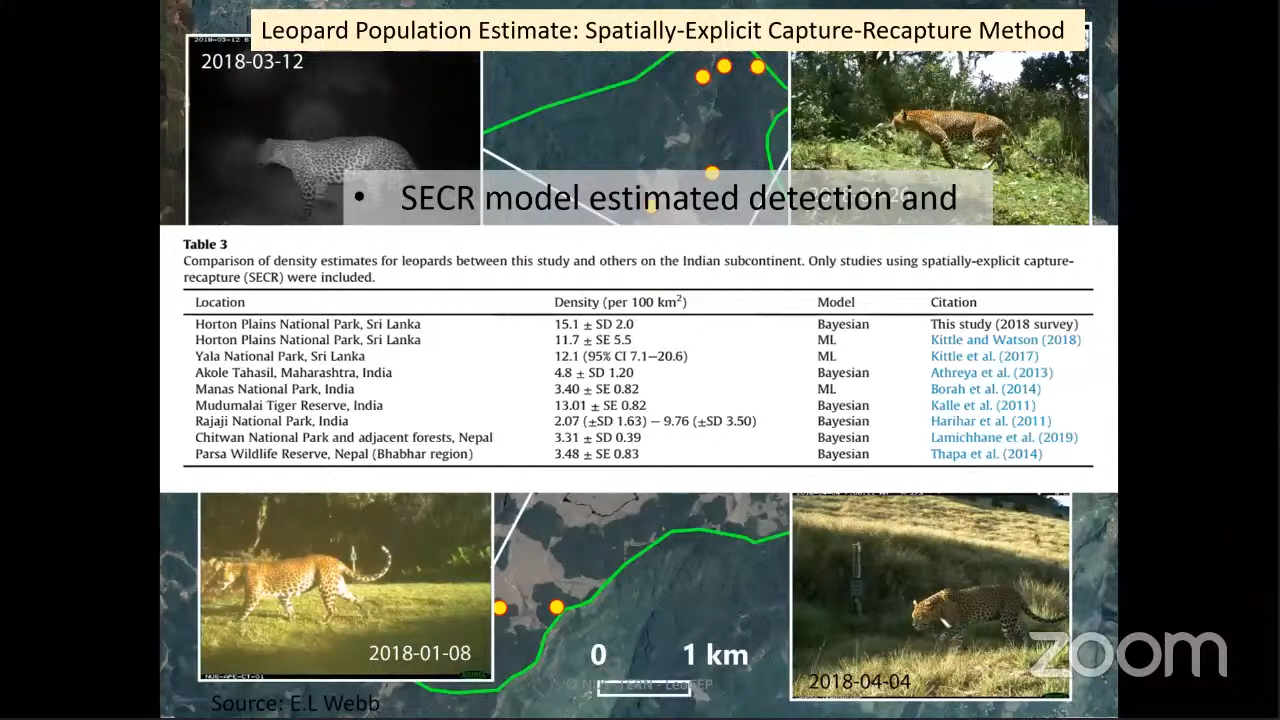 Leopard Population Estimate: Spatially-Explicit Capture-Recapture Method
2018-03-12
• SECR model estimated detection and
Table 3
Comparison of density estimates for leopards between this study and others on the Indian subcontinent. Only studies using spatially-explicit capture-
recapture (SECR) were included.
Location Density (per 100 km²) Model Citation
Horton Plains National Park, Sri Lanka 15.1 ± SD 2.0 Bayesian This study (2018 survey)
Horton Plains National Park, Sri Lanka 11.7 ± SE 5.5 ML Kittle and Watson (2018)
Yala National Park, Sri Lanka 12.1 (95% CI 7.1–20.6) ML Kittle et al. (2017)
Akole Tahasil, Maharashtra, India 4.8 ± SD 1.20 Bayesian Athreya et al. (2013)
Manas National Park, India 3.40 ± SE 0.82 ML Borah et al. (2014)
Mudumalai Tiger Reserve, India 13.01 ± SE 0.82 Bayesian Kalle et al. (2011)
Rajaji National Park, India 2.07 (±SD 1.63) – 9.76 (±SD 3.50) Bayesian Harihar et al. (2011)
Chitwan National Park and adjacent forests, Nepal 3.31 ± SD 0.39 Bayesian Lamichhane et al. (2019)
Parsa Wildlife Reserve, Nepal (Bhabhar region) 3.48 ± SE 0.83 Bayesian Thapa et al. (2014)
2018-01-08
0 1 km
zoom
2018-04-04
Source: E.L Webb